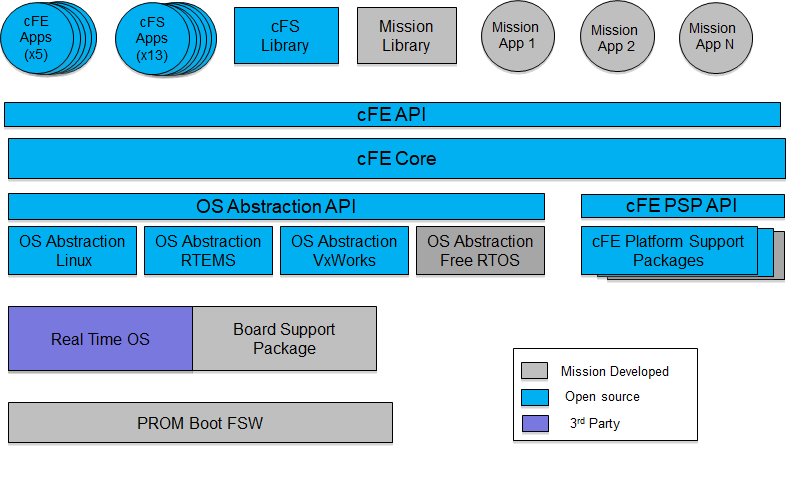 cFE
Apps
(x5)
cFS
Apps
(x13)
cFS
Library
Mission
Library
Mission
App 1
Mission
App 2
Mission
App N
cFE API
cFE Core
OS Abstraction API
cFE PSP API
OS Abstraction
Linux
OS Abstraction
RTEMS
OS Abstraction
VxWorks
OS Abstraction
Free RTOS
cFE Platform Support
Packages
Real Time OS
Board Support
Package
Mission Developed
Open source
3rd Party
PROM Boot FSW